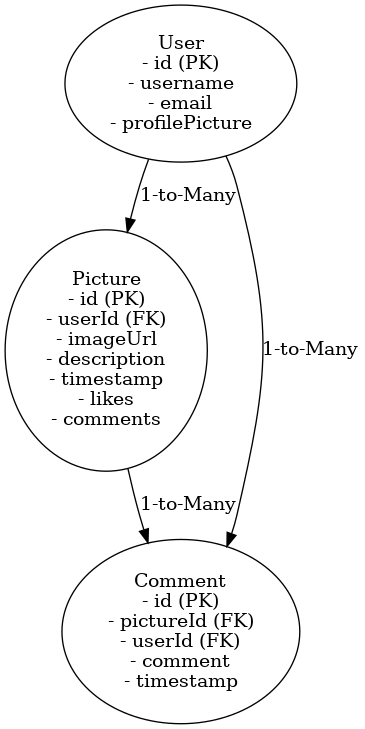 User
- id (PK)
- username
- email
- profilePicture
1-to-Many
Picture
- id (PK)
- userId (FK)
- imageUrl
- description
- timestamp
- likes
- comments
1-to-Many
1-to-Many
Comment
- id (PK)
- pictureId (FK)
- userId (FK)
- comment
- timestamp